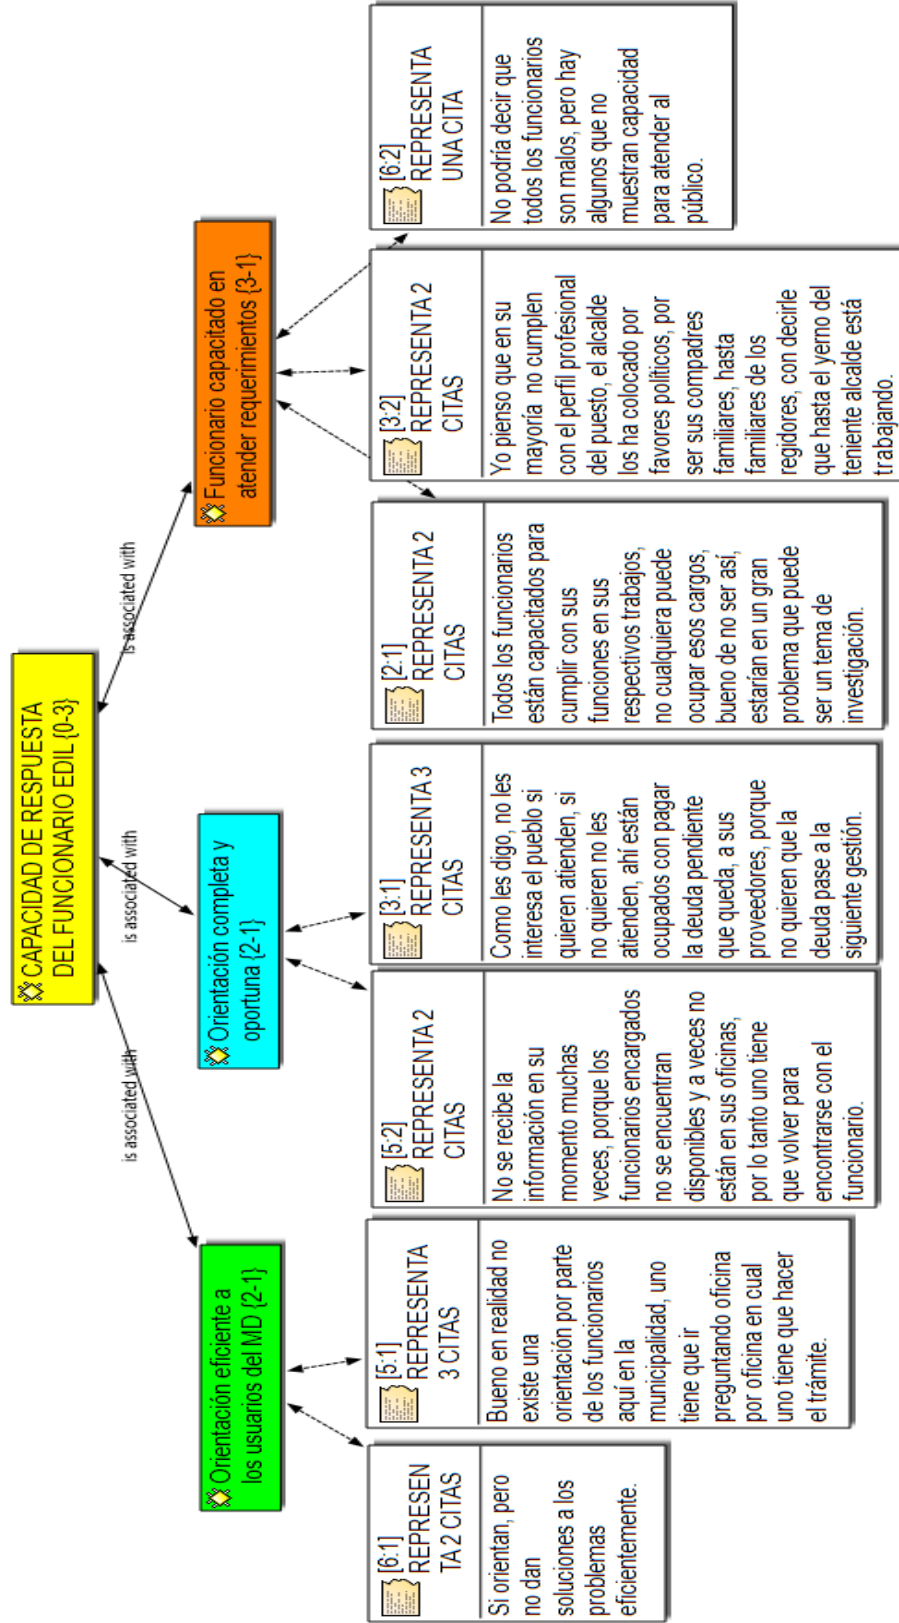 CAPACIDAD DE RESPUESTA
DEL FUNCIONARIO EDIL {0-3}
is associated with
is associated with
is associated with
Orientación eficiente a
los usuarios del MD {2-1}
Orientación completa y
oportuna {2-1}
Funcionario capacitado en
atender requerimientos {3-1}
[6:1]
REPRESEN
TA 2 CITAS
Si orientan, pero
no dan
soluciones a los
problemas
eficientemente.
[5:1]
REPRESENTA
3 CITAS
Bueno en realidad no
existe una
orientación por parte
de los funcionarios
aquí en la
municipalidad, uno
tiene que ir
preguntando oficina
por oficina en cual
uno tiene que hacer
el trámite.
[5:2]
REPRESENTA 2
CITAS
No se recibe la
información en su
momento muchas
veces, porque los
funcionarios encargados
no se encuentran
disponibles y a veces no
están en sus oficinas,
por lo tanto uno tiene
que volver para
encontrarse con el
funcionario.
[3:1]
REPRESENTA 3
CITAS
Como les digo, no les
interesa el pueblo si
quieren atienden, si
no quieren no les
atienden, ahí están
ocupados con pagar
la deuda pendiente
que queda, a sus
proveedores, porque
no quieren que la
deuda pase a la
siguiente gestión.
[2:1]
REPRESENTA 2
CITAS
Todos los funcionarios
están capacitados para
cumplir con sus
funciones en sus
respectivos trabajos,
no cualquiera puede
ocupar esos cargos,
bueno de no ser así,
estarían en un gran
problema que puede
ser un tema de
investigación.
[3:2]
REPRESENTA 2
CITAS
Yo pienso que en su
mayoría no cumplen
con el perfil profesional
del puesto, el alcalde
los ha colocado por
favores políticos, por
ser sus compadres
familiares, hasta
familiares de los
regidores, con decirle
que hasta el yerno del
teniente alcalde está
trabajando.
[6:2]
REPRESENTA
UNA CITA
No podría decir que
todos los funcionarios
son malos, pero hay
algunos que no
muestran capacidad
para atender al
público.